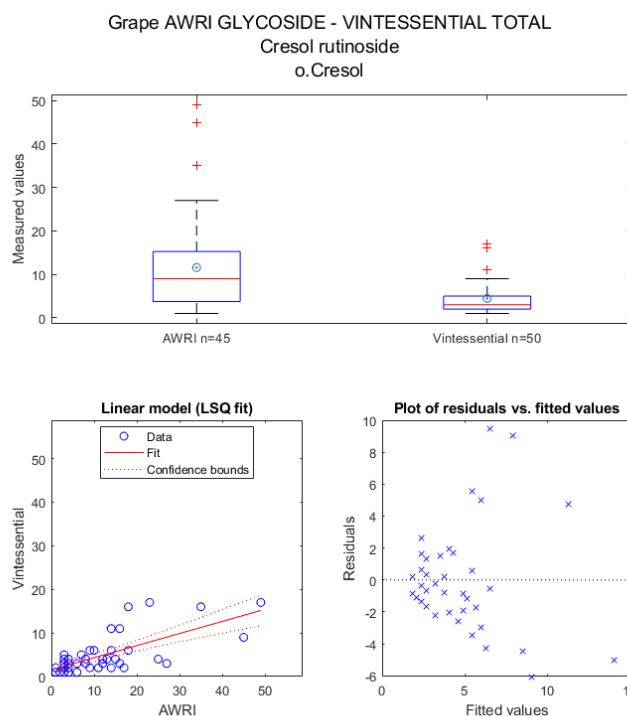 Grape AWRI GLYCOSIDE - VINTESSENTIAL TOTAL
Cresol rutinoside
o.Cresol
50
40
30
20
10
0
Measured values
AWRI n=45
Vintessential n=50
Linear model (LSQ fit)
Data
Fit
Confidence bounds
50
40
30
20
10
0
Vintessential
0 10 20 30 40 50
AWRI
Plot of residuals vs. fitted values
10
8
6
4
2
0
-2
-4
-6
Residuals
0 5 10 15
Fitted values